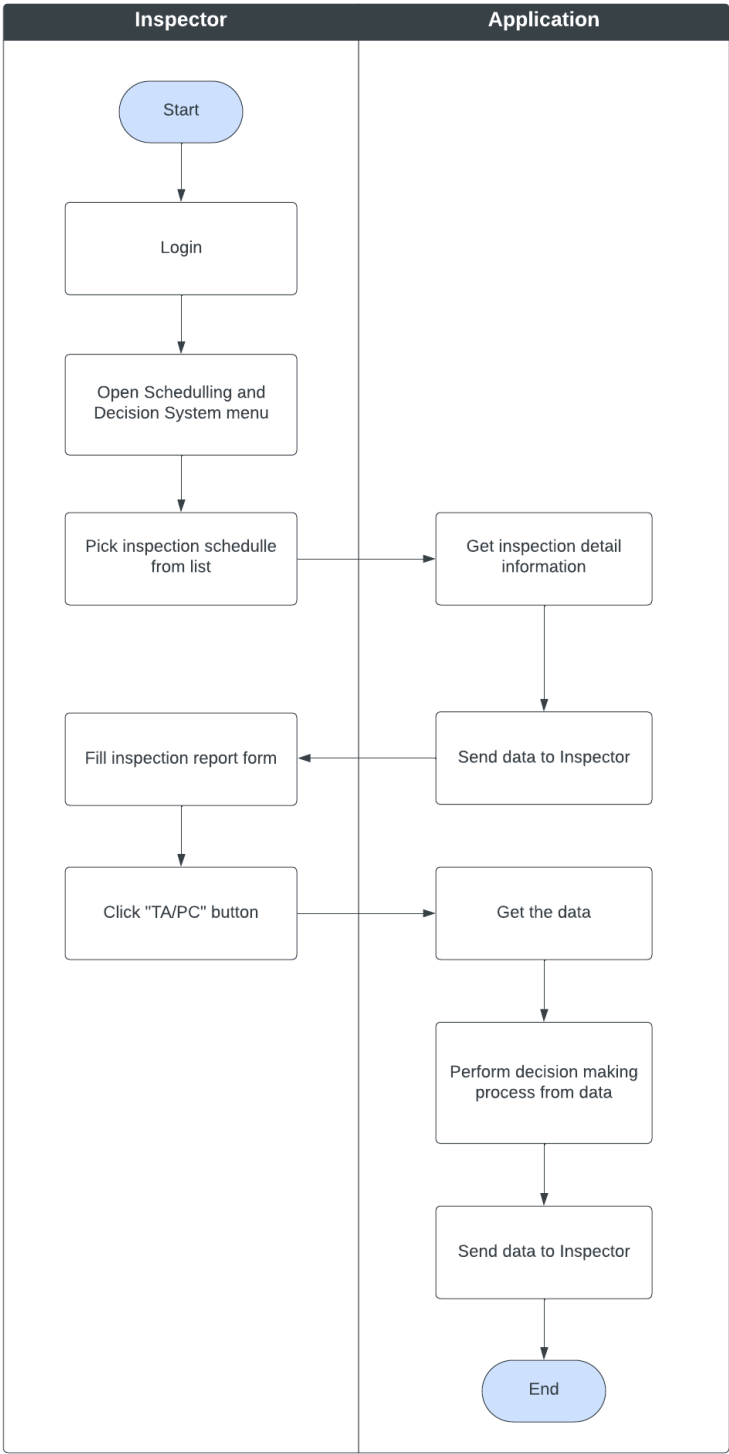 Inspector
Application
Start
Login
Open Schedulling and
Decision System menu
Pick inspection schedulle
from list
Get inspection detail
information
Send data to Inspector
Fill inspection report form
Click "TA/PC" button
Get the data
Perform decision making
process from data
Send data to Inspector
End